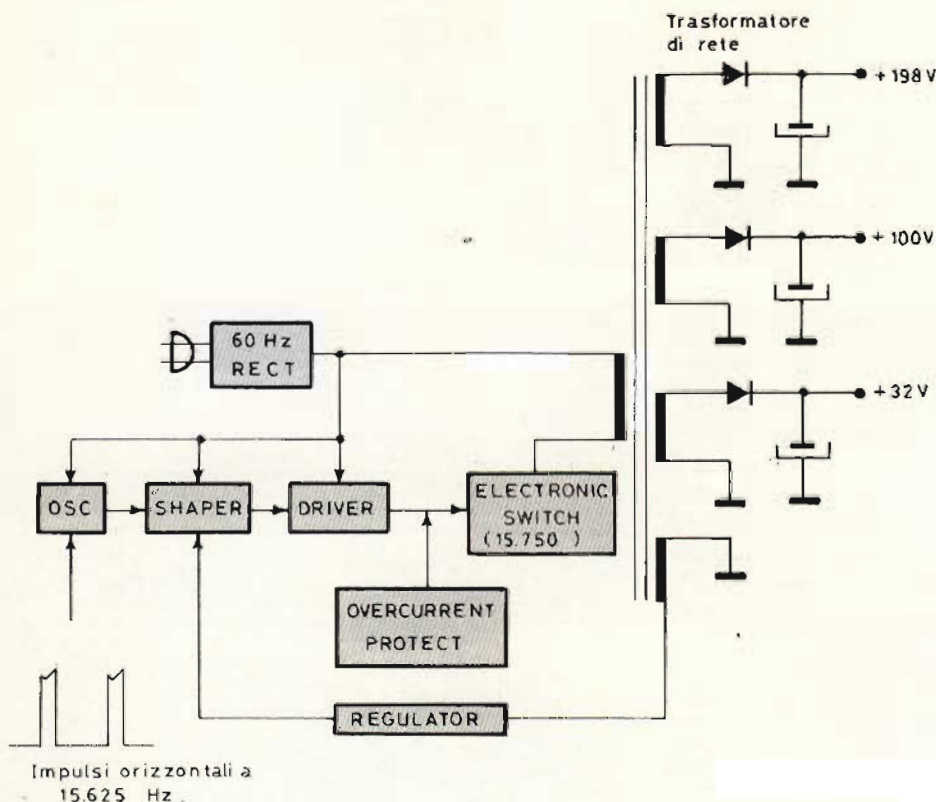 Trasformatore
di rete
+ 198 V
+ 100V
+ 32 V
60 Hz
RECT
OSC
SHAPER
DRIVER
ELECTRONIC
SWITCH
(15.750 )
OVERCURRENT
PROTECT
REGULATOR
Impulsi orizzontali a
15.625 Hz